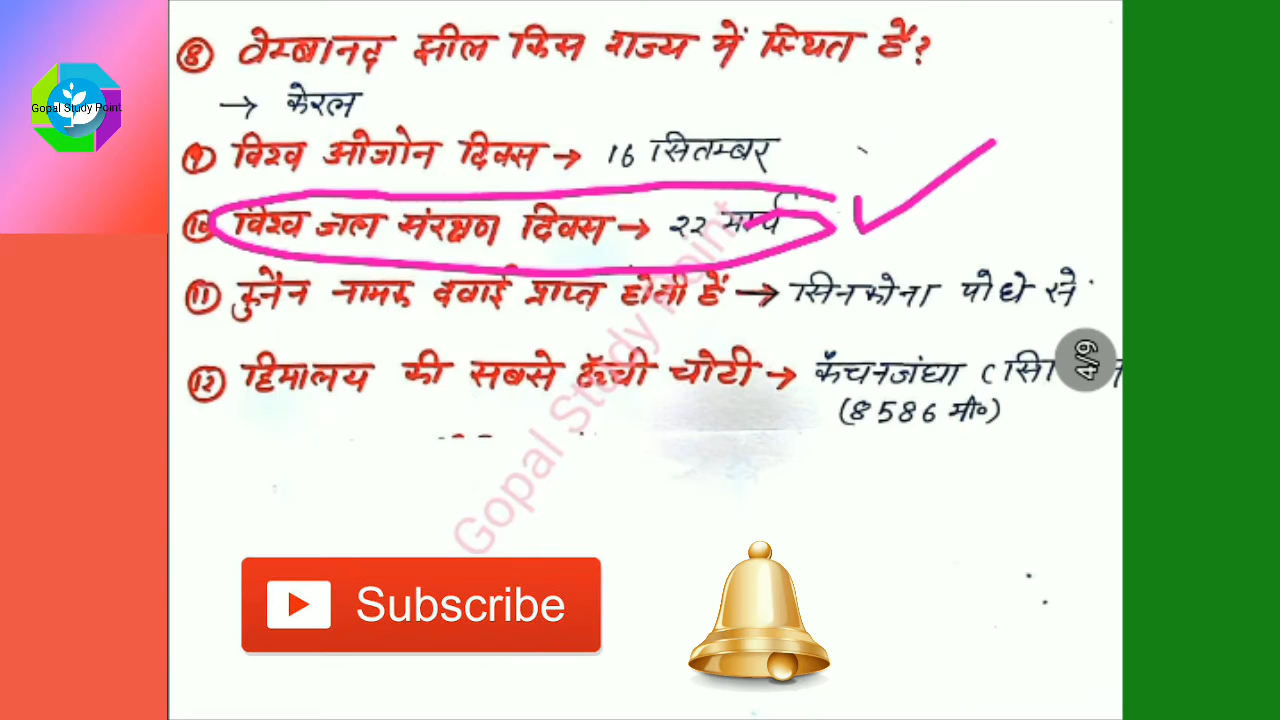 Gopal Study Point
⑧ वेम्बानद झील किस राज्य में स्थित हैं?
→ केरल
⑨ विश्व ओजोन दिवस → 16 सितम्बर
⑩ विश्व जल संरक्षण दिवस → 22 मार्च
⑪ कुनैन नामक दवाई प्राप्त होती हैं → सिनकोना पौधे से
⑫ हिमालय की सबसे ऊँची चोटी → कँचनजंघा (सि
(8586 मी०)
4/9
Gopal Study Point
Subscribe